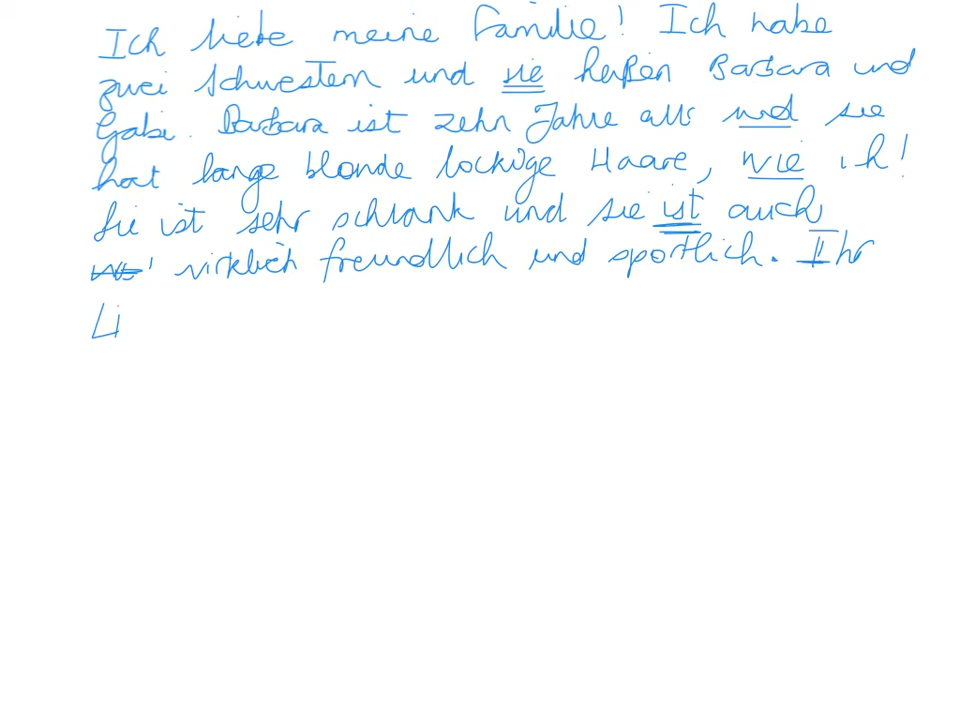 Ich liebe meine Familie! Ich habe
zwei Schwestern und sie heißen Barbara und
Gabi. Barbara ist zehn Jahre alt und sie
hat lange blonde lockige Haare, wie ich!
Sie ist sehr schlank und sie ist auch
wirklich freundlich und sportlich. Ihr
Li